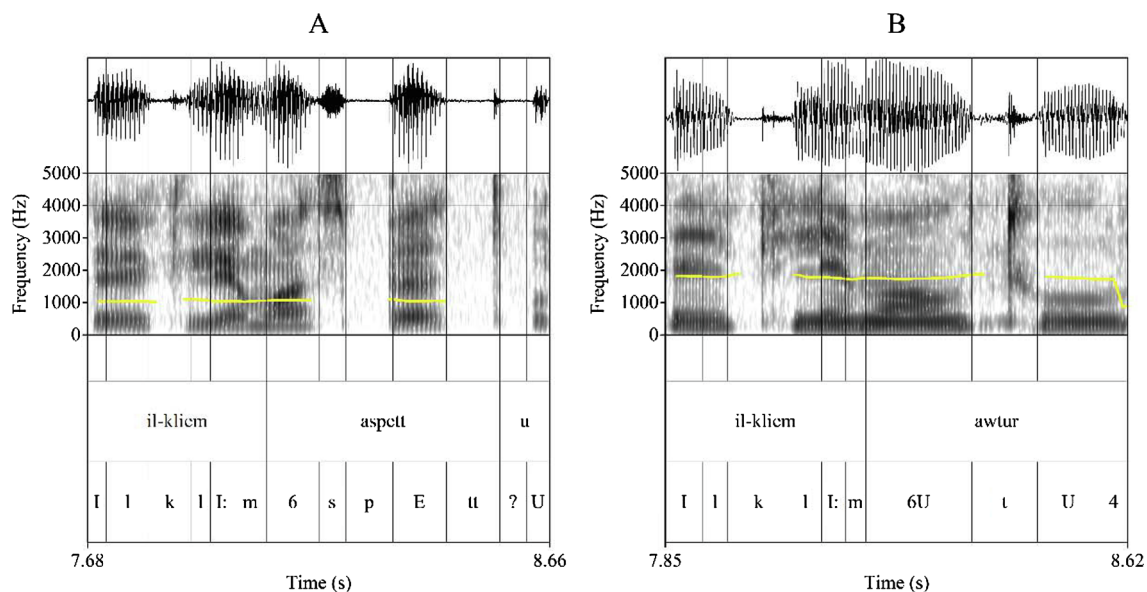 A
B
5000
4000
3000
2000
1000
0
Frequency (Hz)
il-kliem aspett u
I l k l I: m 6 s p E tt ? U
7.68 8.66
Time (s)
5000
4000
3000
2000
1000
0
Frequency (Hz)
il-kliem awtur
I l k l I: m 6U t U 4
7.85 8.62
Time (s)